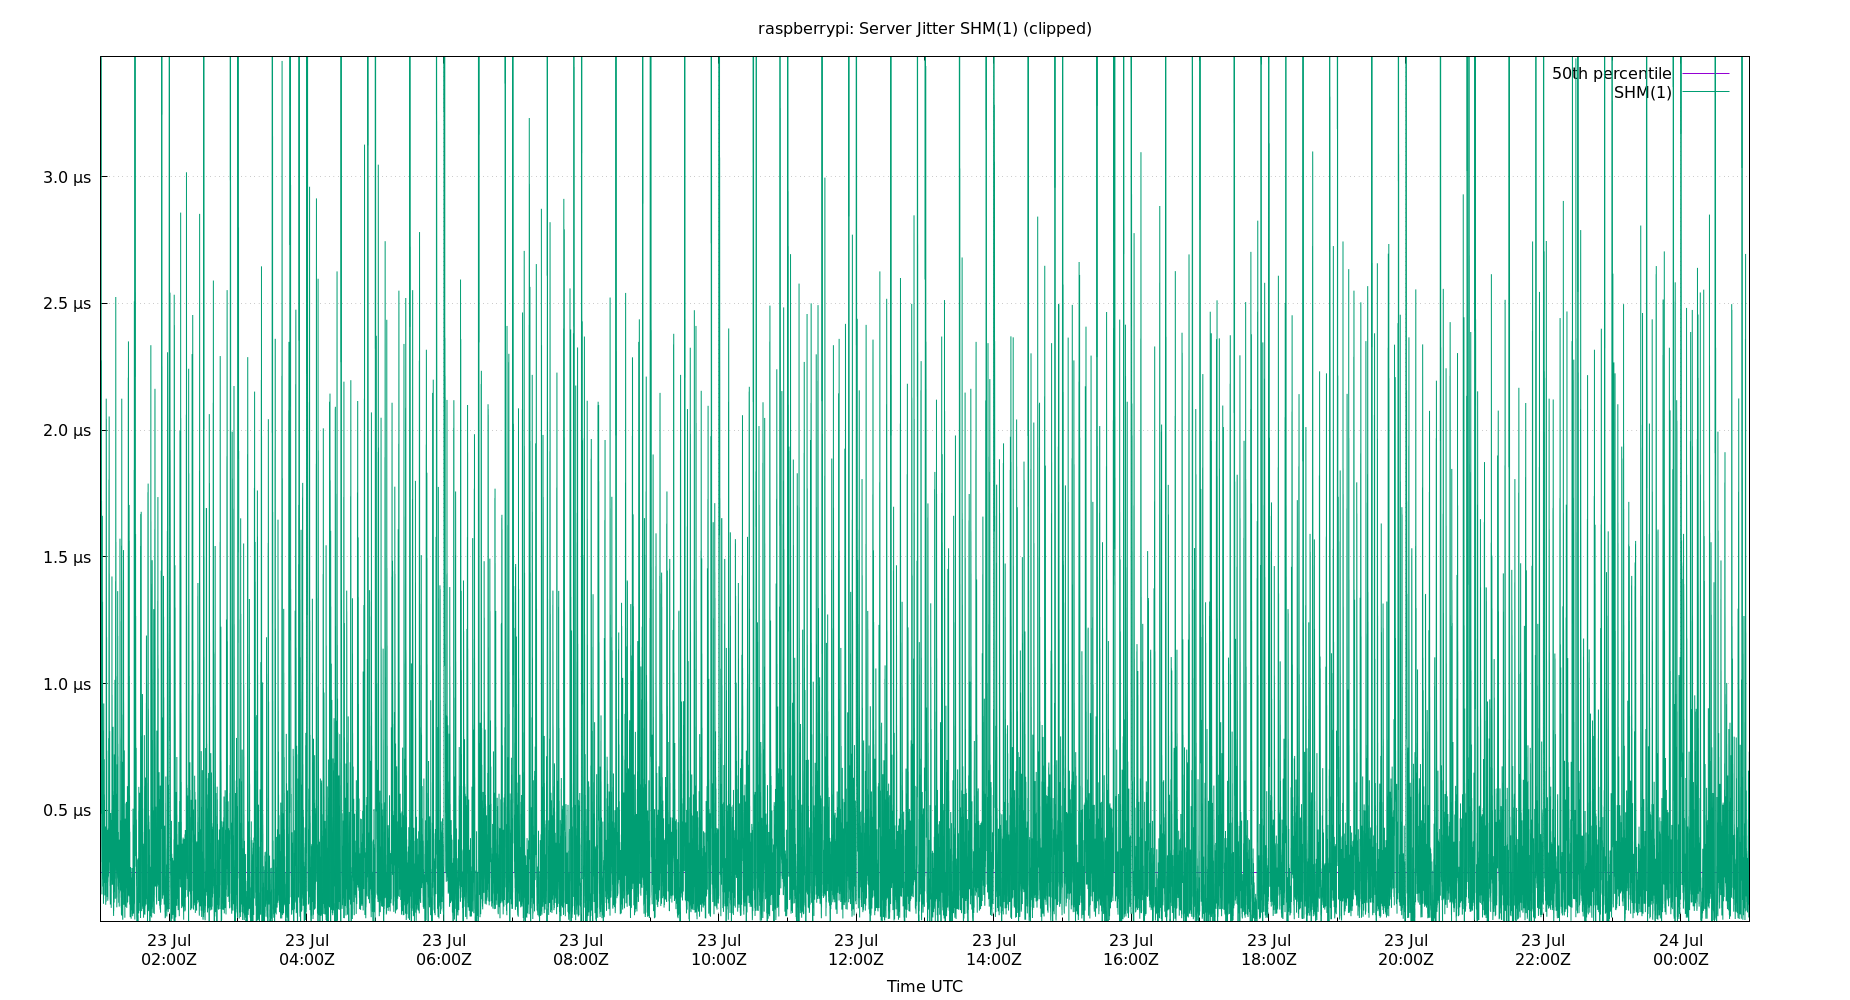 raspberrypi: Server Jitter SHM(1) (clipped)
50th percentile
SHM(1)
3.0 µs
2.5 µs
2.0 µs
1.5 µs
1.0 µs
0.5 µs
23 Jul 23 Jul 23 Jul 23 Jul 23 Jul 23 Jul 23 Jul 23 Jul 23 Jul 23 Jul 23 Jul 24 Jul
02:00Z 04:00Z 06:00Z 08:00Z 10:00Z 12:00Z 14:00Z 16:00Z 18:00Z 20:00Z 22:00Z 00:00Z
Time UTC